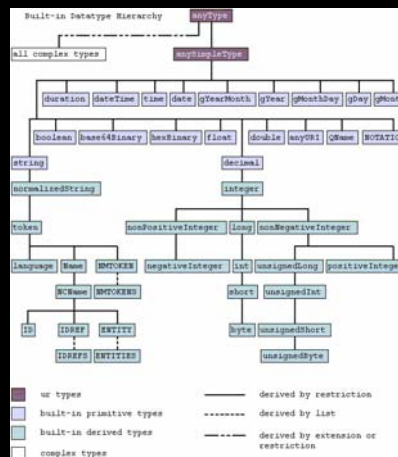 Built-in Datatype Hierarchy
anyType
all complex types
anySimpleType
duration dateTime time date gYearMonth gYear gMonthDay gDay gMont
boolean base64Binary hexBinary float double anyURI QName NOTATIO
string decimal
normalizedString integer
token nonPositiveInteger long nonNegativeInteger
language Name NMTOKEN negativeInteger int unsignedLong positiveIntege
NCName NMTOKENS short unsignedInt
ID IDREF ENTITY byte unsignedShort
IDREFS ENTITIES unsignedByte
ur types derived by restriction
built-in primitive types derived by list
built-in derived types derived by extension or
restriction
complex types